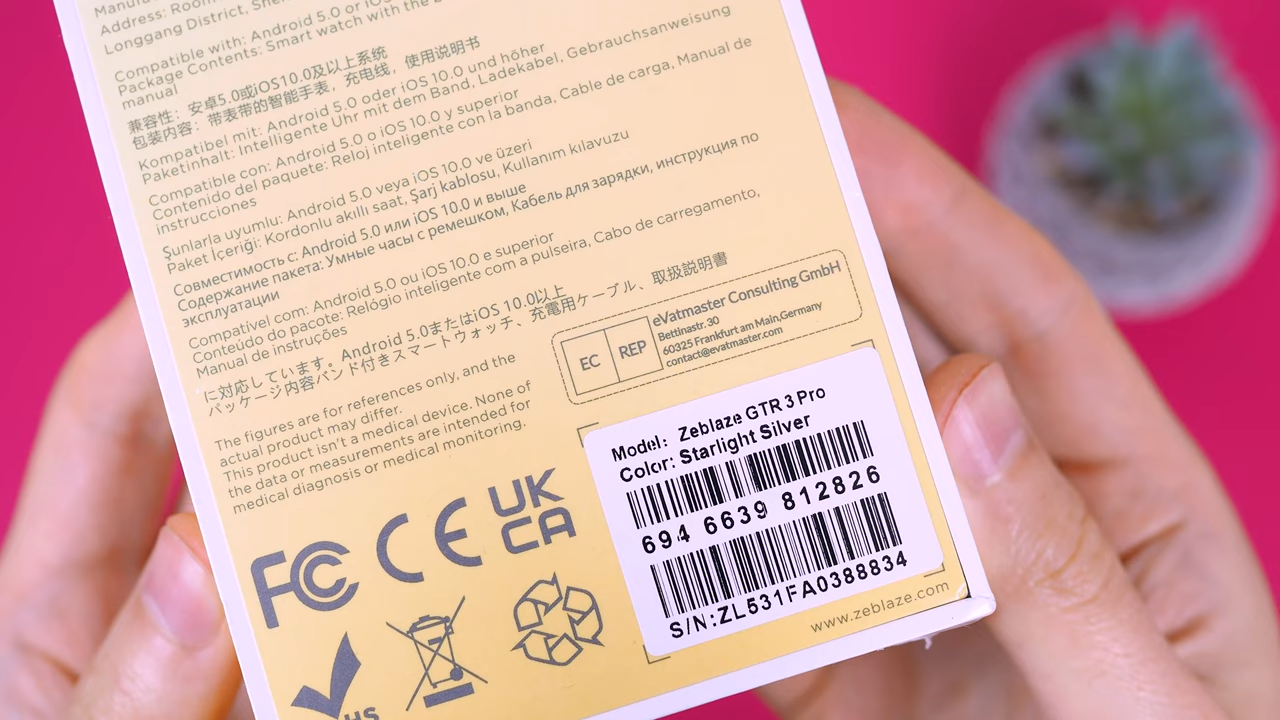 Manufa
Address: Room
Longgang District, She
Compatible with: Android 5.0 or iOS
Package Contents: Smart watch with the b
manual
兼容性：安卓5.0或iOS10.0及以上系统
包装内容：带表带的智能手表，充电线，使用说明书
Kompatibel mit: Android 5.0 oder iOS 10.0 und höher
Paketinhalt: Intelligente Uhr mit dem Band, Ladekabel, Gebrauchsanweisung
Compatible con: Android 5.0 o iOS 10.0 y superior
Contenido del paquete: Reloj inteligente con la banda, Cable de carga, Manual de
instrucciones
Şunlarla uyumlu: Android 5.0 veya iOS 10.0 ve üzeri
Paket İçeriği: Kordonlu akıllı saat, Şarj kablosu, Kullanım kılavuzu
Совместимость с: Android 5.0 или iOS 10.0 и выше
Содержание пакета: Умные часы с ремешком, Кабель для зарядки, инструкция по
эксплуатации
Compatível com: Android 5.0 ou iOS 10.0 e superior
Conteúdo do pacote: Relógio inteligente com a pulseira, Cabo de carregamento,
Manual de instruções
に対応しています。Android 5.0またはiOS 10.0以上
パッケージ内容バンド付きスマートウォッチ、充電用ケーブル、取扱説明書
The figures are for references only, and the
actual product may differ.
This product isn't a medical device. None of
the data or measurements are intended for
medical diagnosis or medical monitoring.
EC REP
eVatmaster Consulting GmbH
Bettinastr. 30
60325 Frankfurt am Main,Germany
contact@evatmaster.com
Model: Zeblaze GTR 3 Pro
Color: Starlight Silver
694 6639 812826
S/N:ZL531FA0388834
www.zeblaze.com
FC CE UK
CA
HS